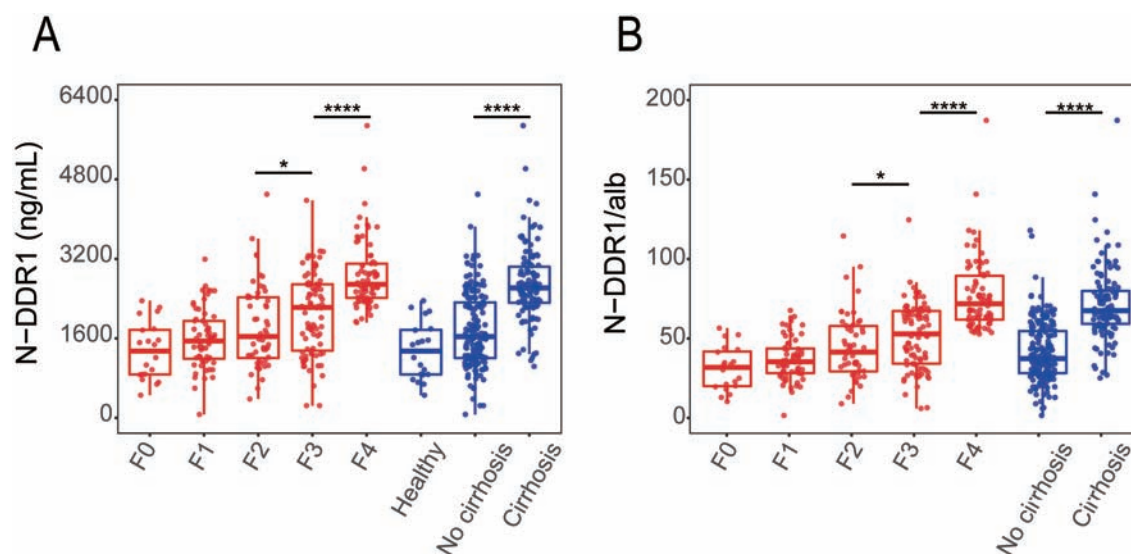 A
N-DDR1 (ng/mL)
6400
4800
3200
1600
0
****
****
*
F0
F1
F2
F3
F4
Healthy
No cirrhosis
Cirrhosis
B
N-DDR1/alb
200
150
100
50
0
****
****
*
F0
F1
F2
F3
F4
No cirrhosis
Cirrhosis